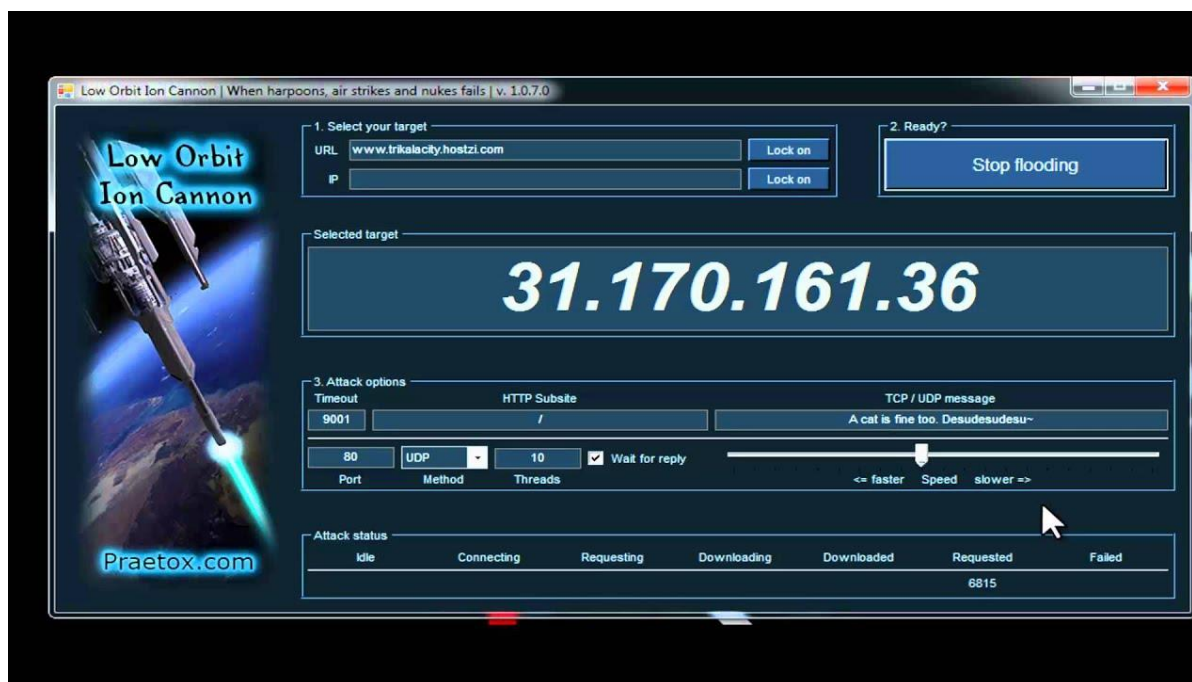 Low Orbit Ion Cannon | When harpoons, air strikes and nukes fails | v. 1.0.7.0
Low Orbit
Ion Cannon
Praetox.com
1. Select your target
URL www.trikalacity.hostzi.com Lock on
IP Lock on
2. Ready?
Stop flooding
Selected target
31.170.161.36
3. Attack options
Timeout HTTP Subsite TCP / UDP message
9001 / A cat is fine too. Desudesudesu~
80 UDP 10 Wait for reply
Port Method Threads <= faster Speed slower =>
Attack status
Idle Connecting Requesting Downloading Downloaded Requested Failed
6815